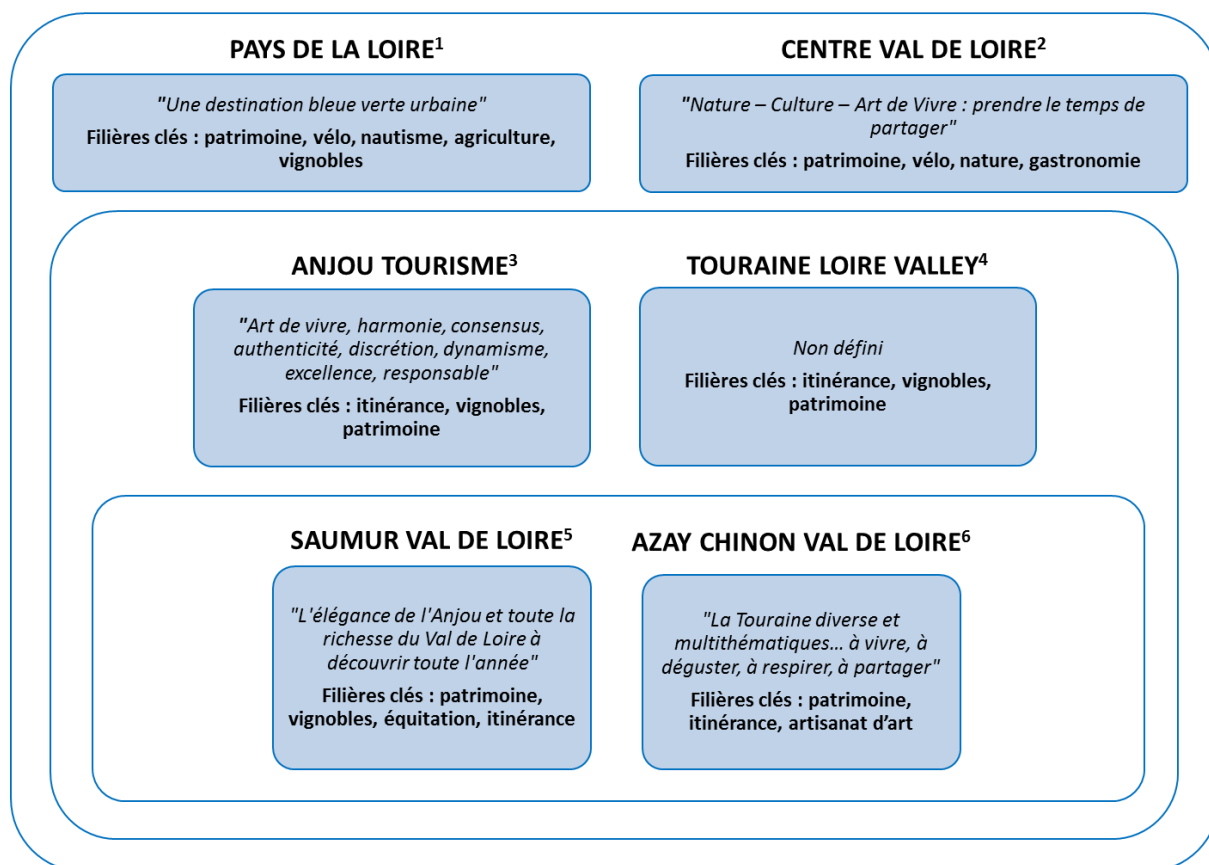 PAYS DE LA LOIRE¹
"Une destination bleue verte urbaine"
Filières clés : patrimoine, vélo, nautisme, agriculture,
vignobles
CENTRE VAL DE LOIRE²
"Nature – Culture – Art de Vivre : prendre le temps de
partager"
Filières clés : patrimoine, vélo, nature, gastronomie
ANJOU TOURISME³
"Art de vivre, harmonie, consensus,
authenticité, discrétion, dynamisme,
excellence, responsable"
Filières clés : itinérance, vignobles,
patrimoine
TOURAINE LOIRE VALLEY⁴
Non défini
Filières clés : itinérance, vignobles,
patrimoine
SAUMUR VAL DE LOIRE⁵
"L'élégance de l'Anjou et toute la
richesse du Val de Loire à
découvrir toute l'année"
Filières clés : patrimoine,
vignobles, équitation, itinérance
AZAY CHINON VAL DE LOIRE⁶
"La Touraine diverse et
multithématiques… à vivre, à
déguster, à respirer, à partager"
Filières clés : patrimoine,
itinérance, artisanat d’art